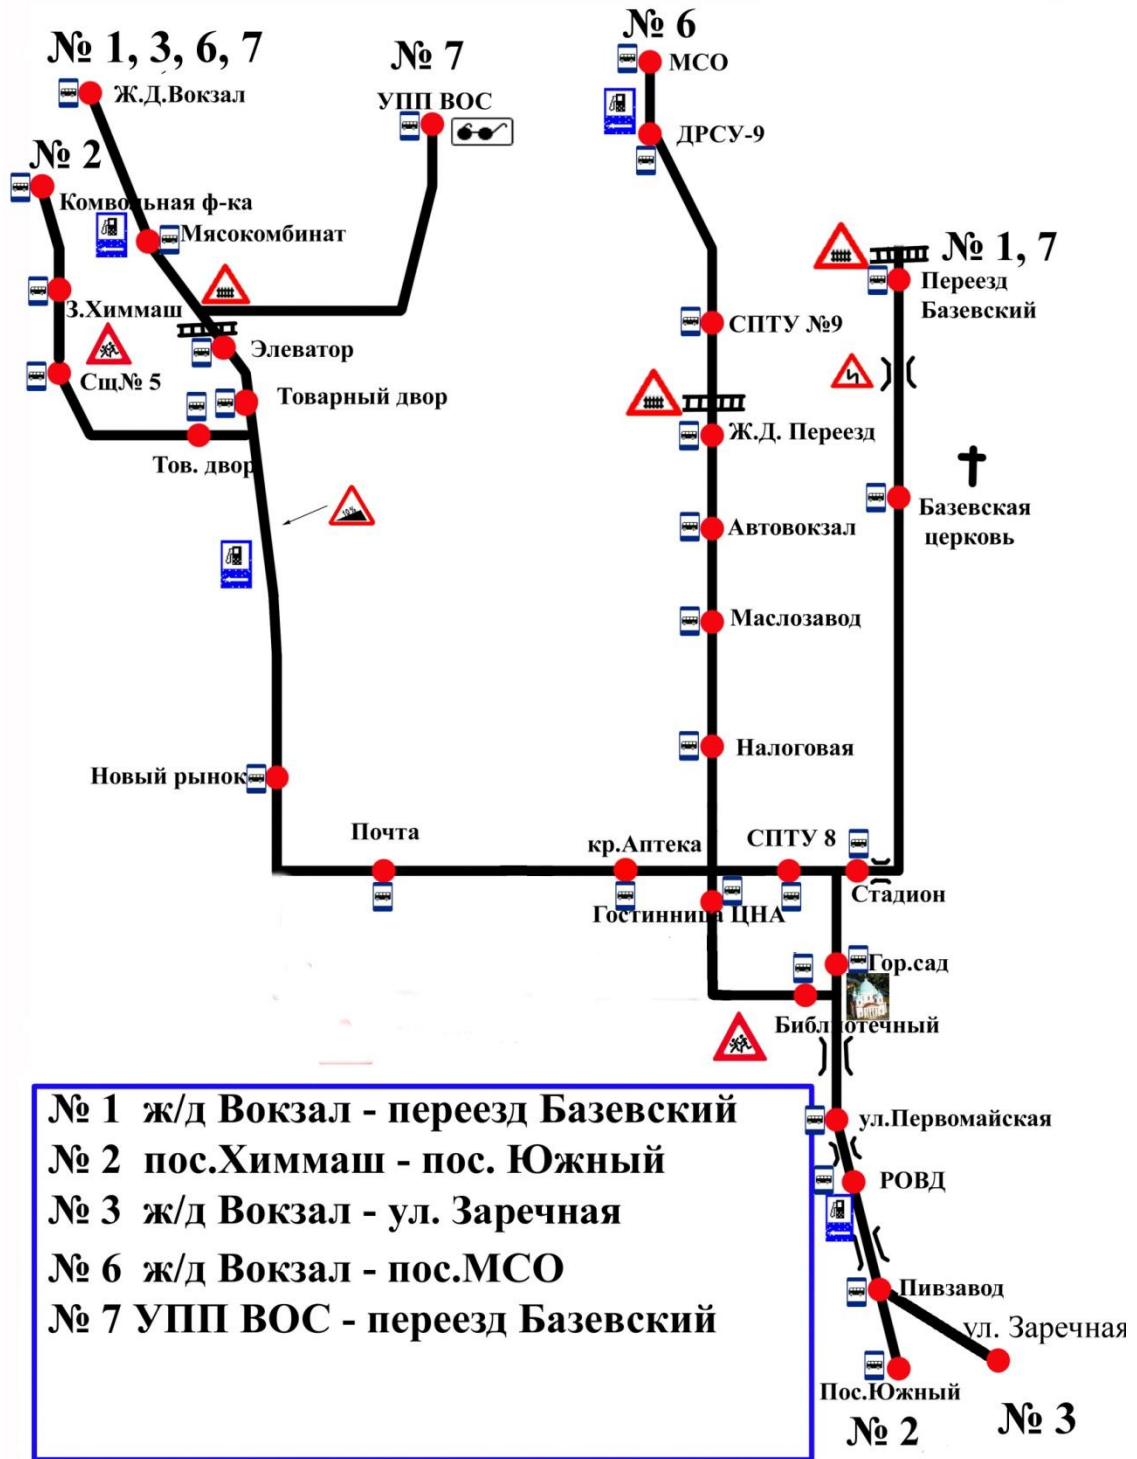 № 1, 3, 6, 7
Ж.Д.Вокзал
№ 7
УПП ВОС
№ 6
МСО
ДРСУ-9
№ 2
Комвольная ф-ка
Мясокомбинат
З.Химмаш
Сщ№ 5
Элеватор
Товарный двор
Тов. двор
10%
№ 1, 7
Переезд
Базевский
СПТУ №9
Ж.Д. Переезд
Автовокзал
Базевская
церковь
Маслозавод
Налоговая
Новый рынок
Почта
кр.Аптека
СПТУ 8
Стадион
Гостинница ЦНА
Гор.сад
Библиотечный
ул.Первомайская
РОВД
Пивзавод
ул. Заречная
Пос.Южный
№ 2
№ 3
№ 1 ж/д Вокзал - переезд Базевский
№ 2 пос.Химмаш - пос. Южный
№ 3 ж/д Вокзал - ул. Заречная
№ 6 ж/д Вокзал - пос.МСО
№ 7 УПП ВОС - переезд Базевский